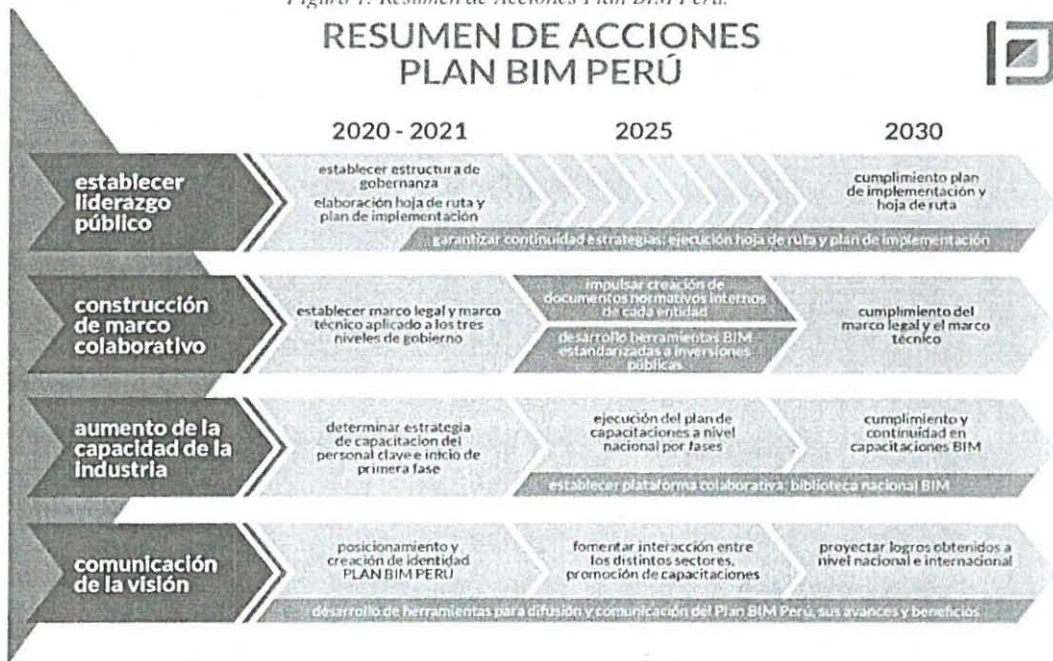 Figura 1. Resumen de Acciones Plan BIM Perú.
RESUMEN DE ACCIONES
PLAN BIM PERÚ
2020 - 2021
2025
2030
establecer
liderazgo
público
establecer estructura de
gobernanza
elaboración hoja de ruta y
plan de implementación
cumplimiento plan
de implementación y
hoja de ruta
garantizar continuidad estrategias: ejecución hoja de ruta y plan de implementación
construcción
de marco
colaborativo
establecer marco legal y marco
técnico aplicado a los tres
niveles de gobierno
impulsar creación de
documentos normativos internos
de cada entidad
desarrollo herramientas BIM
estandarizadas a inversiones
públicas
cumplimiento del
marco legal y el marco
técnico
aumento de la
capacidad de la
industria
determinar estrategia
de capacitacion del
personal clave e inicio de
primera fase
ejecución del plan de
capacitaciones a nivel
nacional por fases
cumplimiento y
continuidad en
capacitaciones BIM
establecer plataforma colaborativa: biblioteca nacional BIM
comunicación
de la visión
posicionamiento y
creación de identidad
PLAN BIM PERÚ
fomentar interacción entre
los distintos sectores,
promoción de capacitaciones
proyectar logros obtenidos a
nivel nacional e internacional
desarrollo de herramientas para difusión y comunicación del Plan BIM Perú, sus avances y beneficios